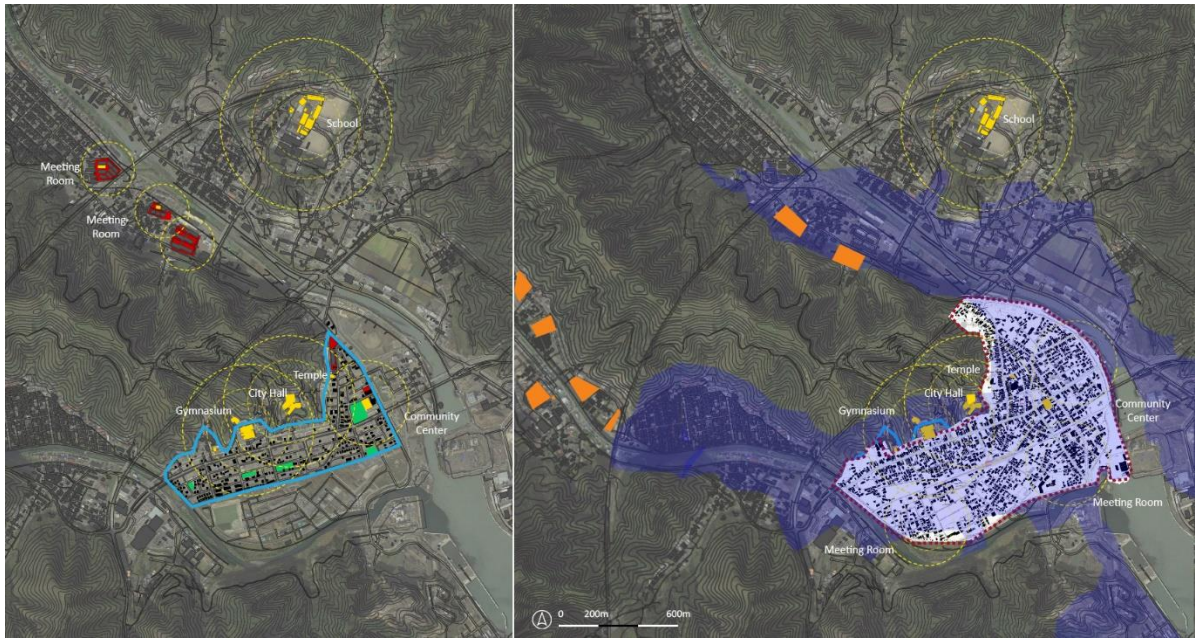 School
Meeting
Room
Meeting
Room
Temple
City Hall
Gymnasium
Community
Center
School
Temple
City Hall
Gymnasium
Community
Center
Meeting Room
Meeting Room
A
0 200m 600m